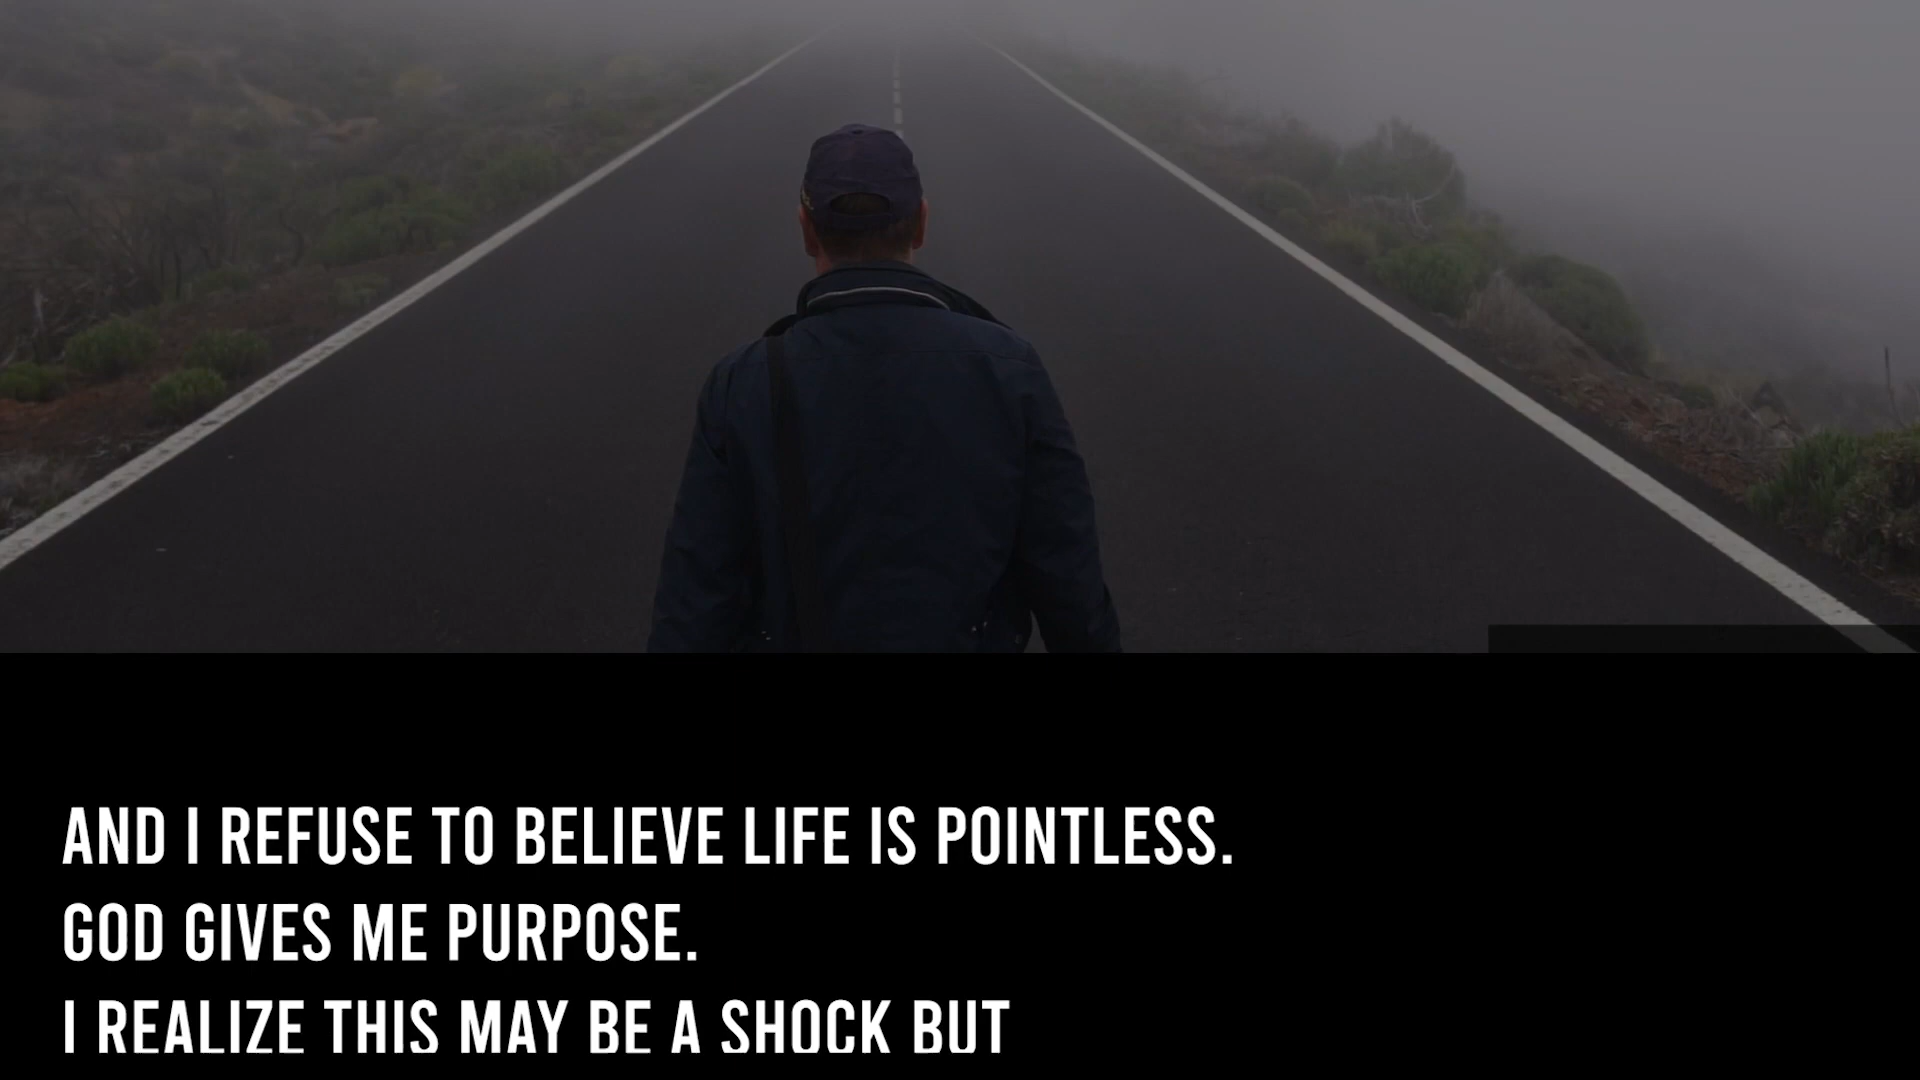 AND I REFUSE TO BELIEVE LIFE IS POINTLESS.
GOD GIVES ME PURPOSE.
I REALIZE THIS MAY BE A SHOCK BUT